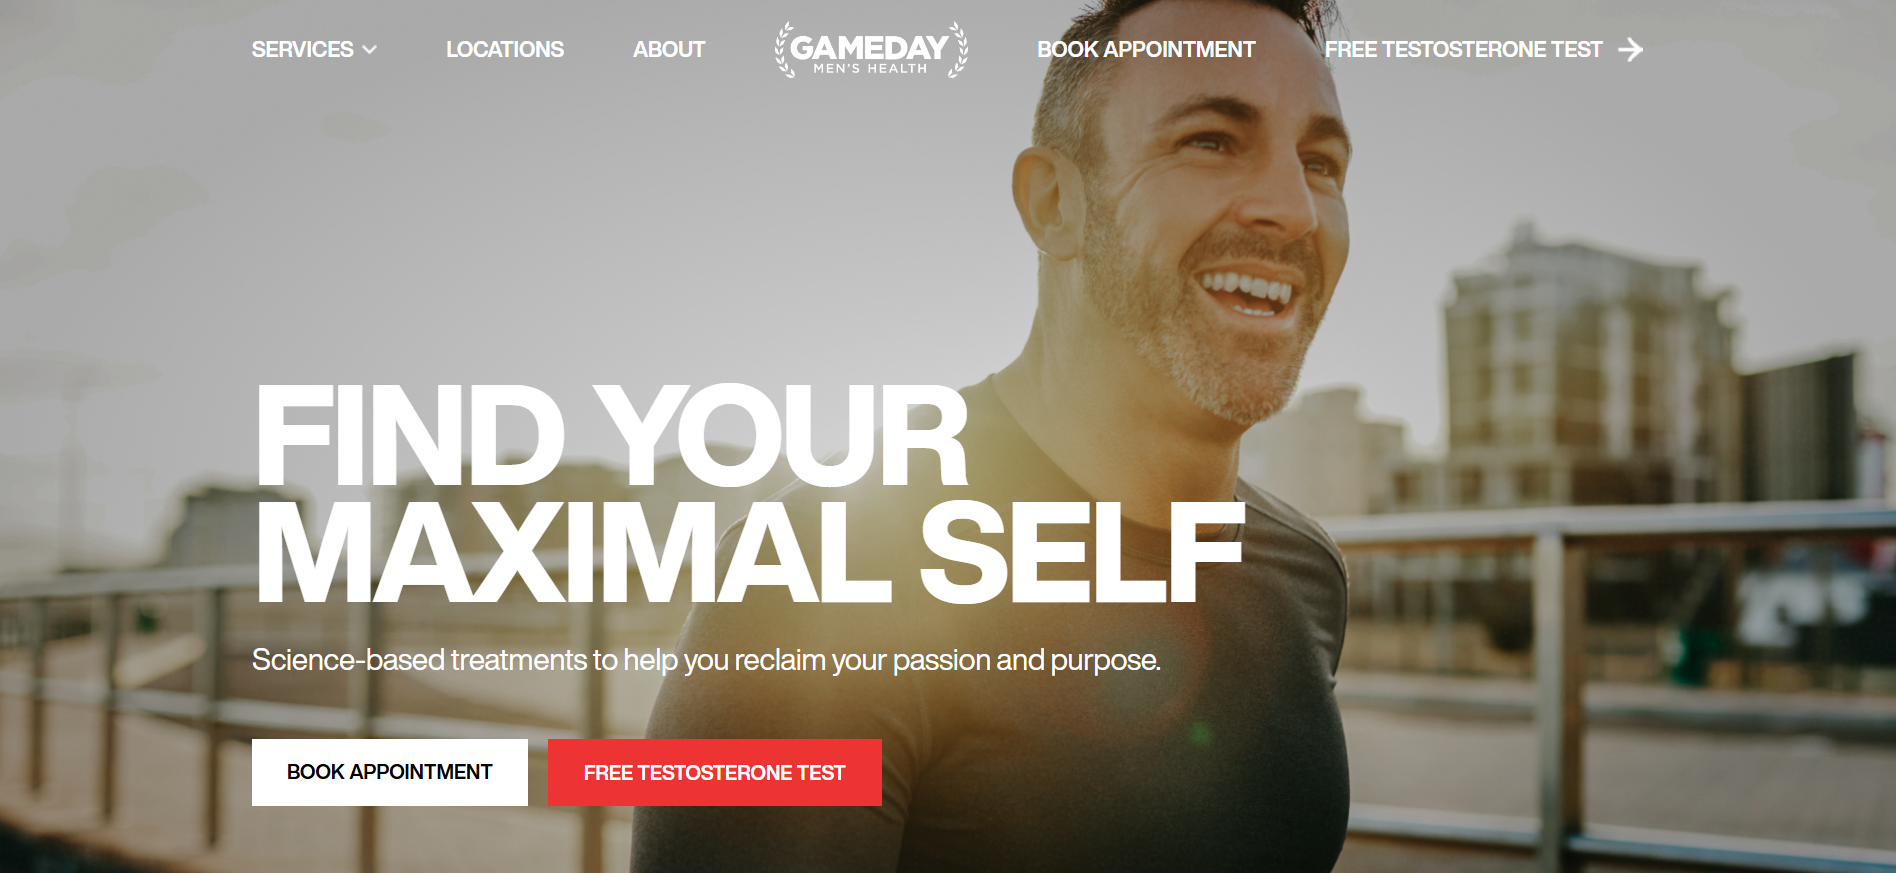 SERVICES
LOCATIONS
ABOUT
GAMEDAY
MEN'S HEALTH
BOOK APPOINTMENT
FREE TESTOSTERONE TEST
FIND YOUR
MAXIMAL SELF
Science-based treatments to help you reclaim your passion and purpose.
BOOK APPOINTMENT
FREE TESTOSTERONE TEST